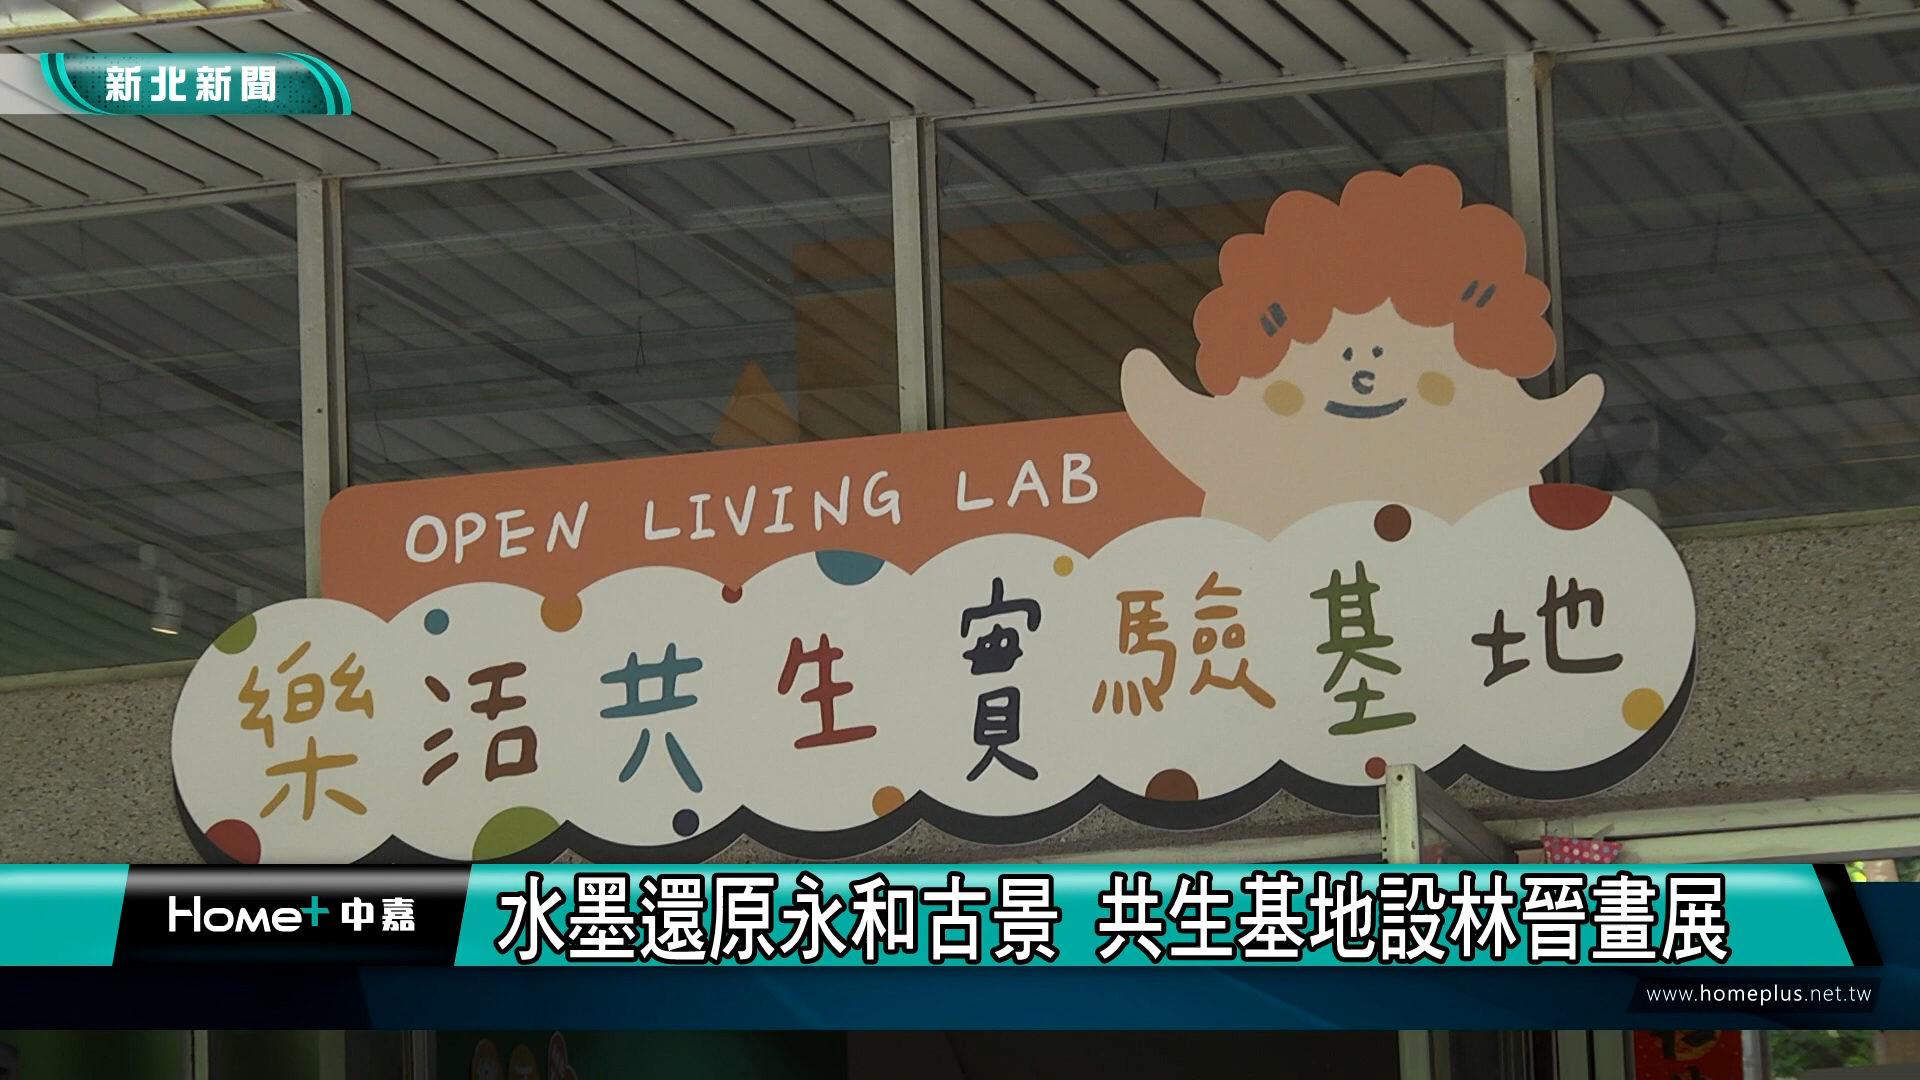 新北新聞
OPEN LIVING LAB
樂活共生實驗基地
Home+ 中嘉
水墨還原永和古景 共生基地設林晉畫展
www.homeplus.net.tw